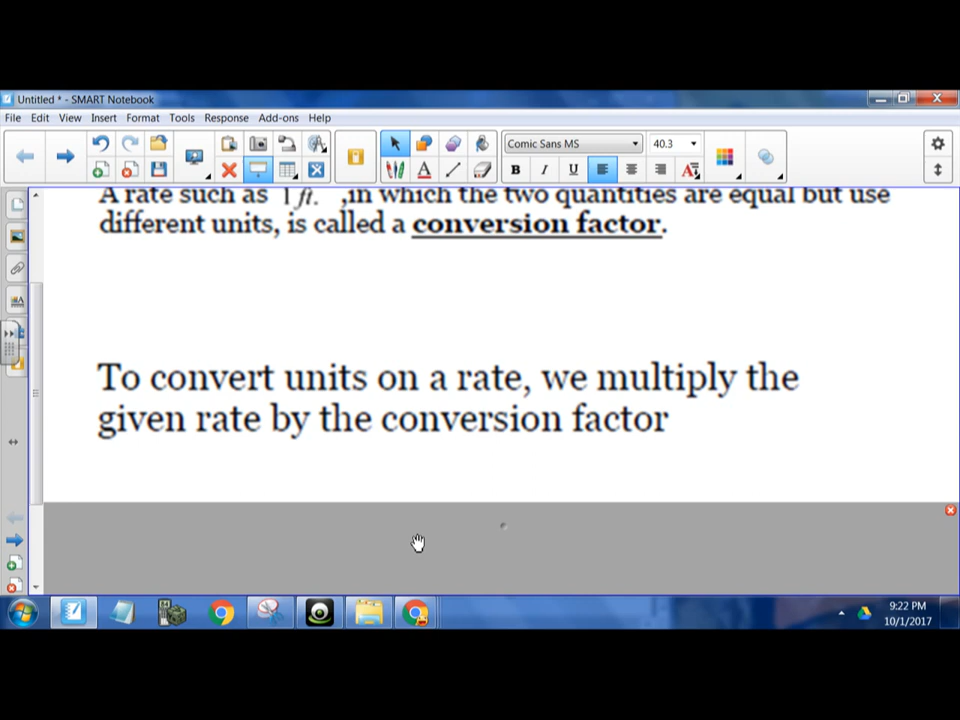 Untitled * - SMART Notebook
File Edit View Insert Format Tools Response Add-ons Help
Comic Sans MS 40.3
B I U
A rate such as 1 ft. ,in which the two quantities are equal but use
different units, is called a conversion factor.
To convert units on a rate, we multiply the
given rate by the conversion factor
9:22 PM
10/1/2017